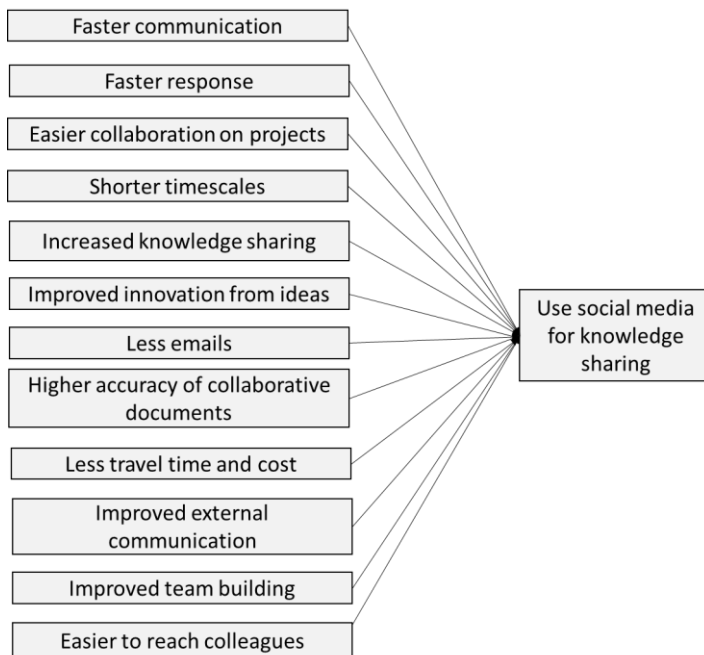 Faster communication
Faster response
Easier collaboration on projects
Shorter timescales
Increased knowledge sharing
Improved innovation from ideas
Less emails
Higher accuracy of collaborative
documents
Less travel time and cost
Improved external
communication
Improved team building
Easier to reach colleagues
Use social media
for knowledge
sharing